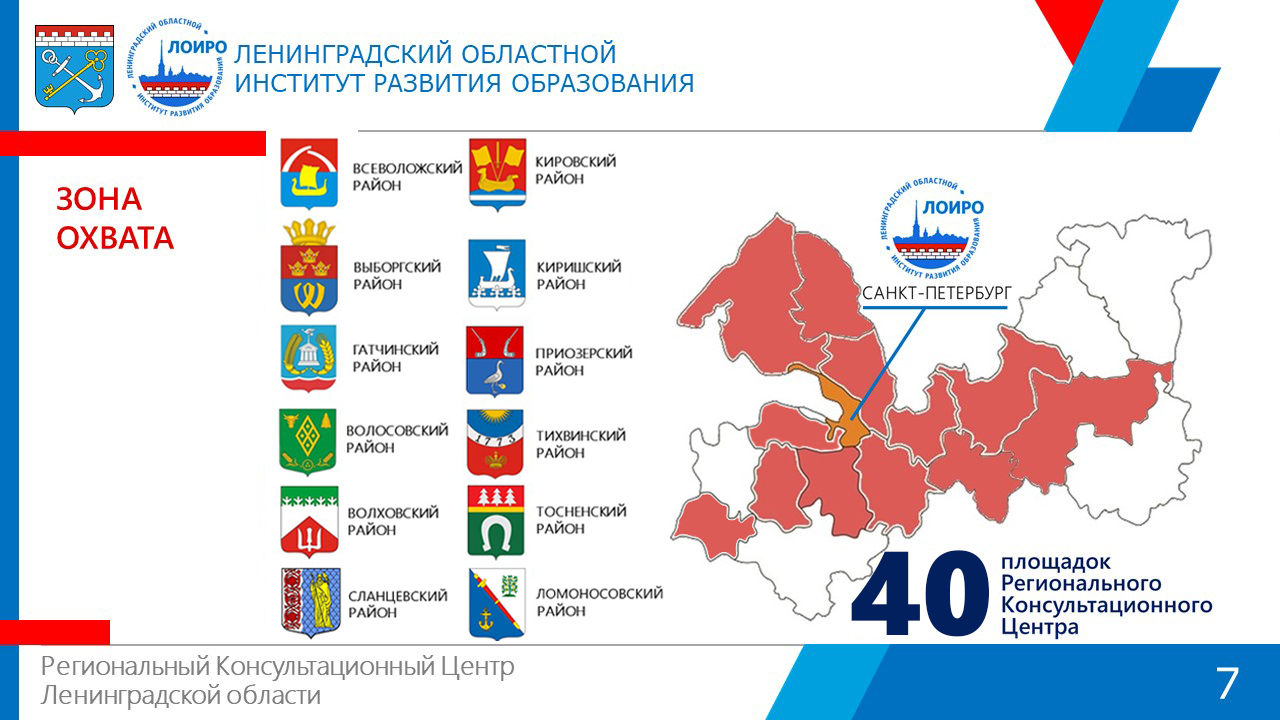 ЛЕНИНГРАДСКИЙ ОБЛАСТНОЙ
ЛОИРО
ИНСТИТУТ РАЗВИТИЯ ОБРАЗОВАНИЯ
ЛЕНИНГРАДСКИЙ ОБЛАСТНОЙ
ИНСТИТУТ РАЗВИТИЯ ОБРАЗОВАНИЯ
ЗОНА
ОХВАТА
ВСЕВОЛОЖСКИЙ
РАЙОН
КИРОВСКИЙ
РАЙОН
ВЫБОРГСКИЙ
РАЙОН
КИРИШСКИЙ
РАЙОН
ГАТЧИНСКИЙ
РАЙОН
ПРИОЗЕРСКИЙ
РАЙОН
ВОЛОСОВСКИЙ
РАЙОН
1773
ТИХВИНСКИЙ
РАЙОН
ВОЛХОВСКИЙ
РАЙОН
ТОСНЕНСКИЙ
РАЙОН
СЛАНЦЕВСКИЙ
РАЙОН
ЛОМОНОСОВСКИЙ
РАЙОН
ЛЕНИНГРАДСКИЙ ОБЛАСТНОЙ
ЛОИРО
ИНСТИТУТ РАЗВИТИЯ ОБРАЗОВАНИЯ
САНКТ-ПЕТЕРБУРГ
40
площадок
Регионального
Консультационного
Центра
Региональный Консультационный Центр
Ленинградской области
7